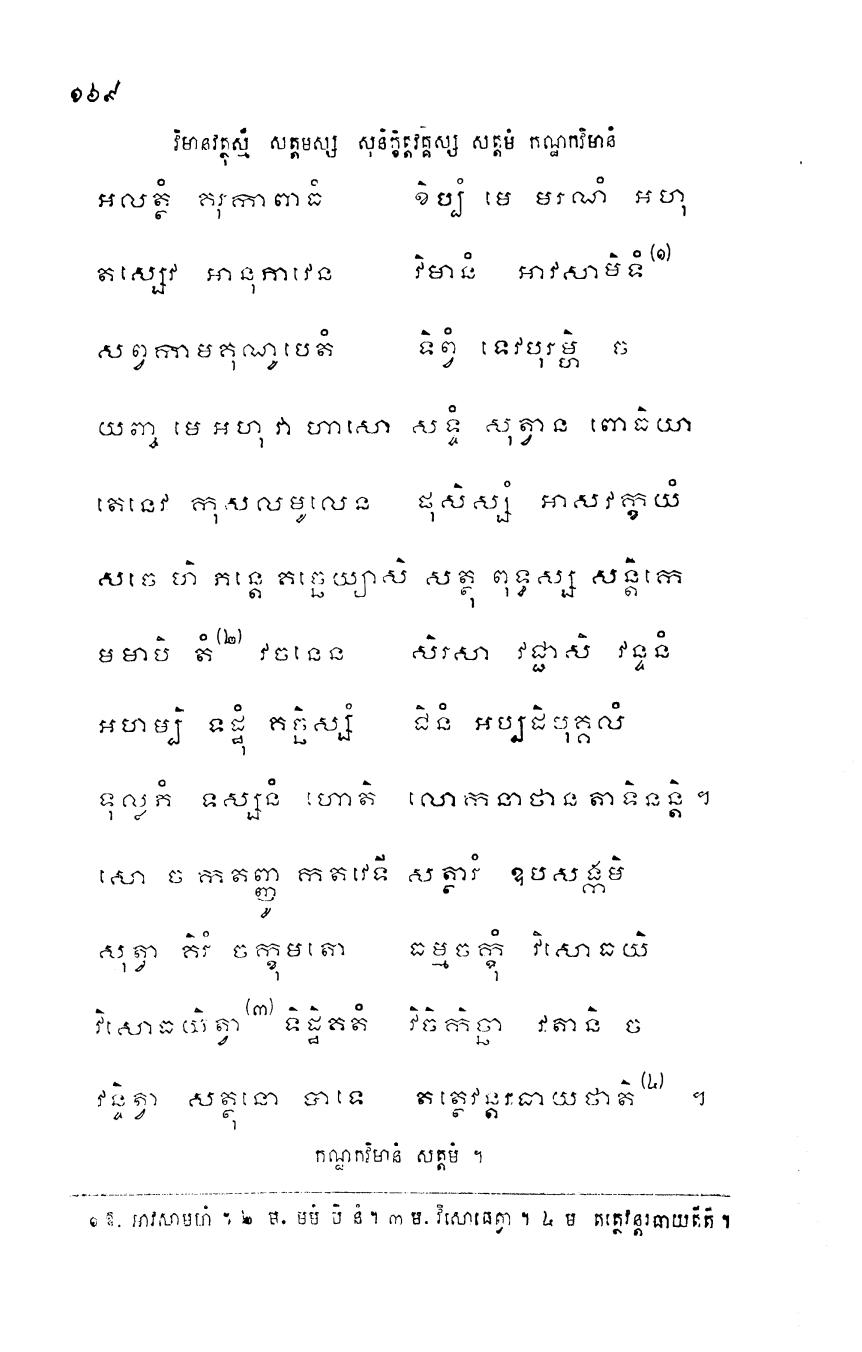 ១៦៩
វិមានវត្ថុស្មឹ សត្តមស្ស សុនិក្ខិត្តវគ្គស្ស សត្តមំ កណ្ឋកវិមានំ
អលត្ថំ គរុកាពាធំ ខិប្បំ មេ មរណំ អហុ
តស្សេវ អានុភាវេន វិមានំ អាវសាមិទំ(១)
សព្វកាមគុណូបេតំ ទិព្វំ ទេវបុរម្ហិ ច
យញ្ច មេ អហុ វា ហាសោ សទ្ទំ សុត្វាន ពោធិយា
តេនេវ កុសលមូលេន ផុសិស្សំ អាសវក្ខយំ
សចេ ហិ ភន្តេ គច្ឆេយ្យាសិ សត្ថុ ពុទ្ធស្ស សន្តិកេ
មមាបិ តំ(២) វចនេន សិរសា វជ្ជាសិ វន្ទនំ
អហម្បិ ទដ្ឋុំ គច្ឆិស្សំ ជិនំ អប្បដិបុគ្គលំ
ទុល្លភំ ទស្សនំ ហោតិ លោកនាថាន តាទិនន្តិ ។
សោ ច កតញ្ញូ កតវេទី សត្ថារំ ឧបសង្កមិ
សុត្វា គិរំ ចក្ខុមតោ ធម្មចក្ខុំ វិសោធយិ
វិសោធយិត្វា(៣) ទិដ្ឋិគតំ វិចិកិច្ឆា វតានិ ច
វន្ទិត្វា សត្ថុនោ បាទេ តត្ថេវន្តរធាយថាតិ(៤) ។
កណ្ឋកវិមានំ សត្តមំ ។
១ ឱ. អាវសាមហំ ។ ២ ម. មមំ បិ នំ ។ ៣ ម. វិសោធេត្វា ។ ៤ ម តត្ថេវន្តរធាយតីតិ ។